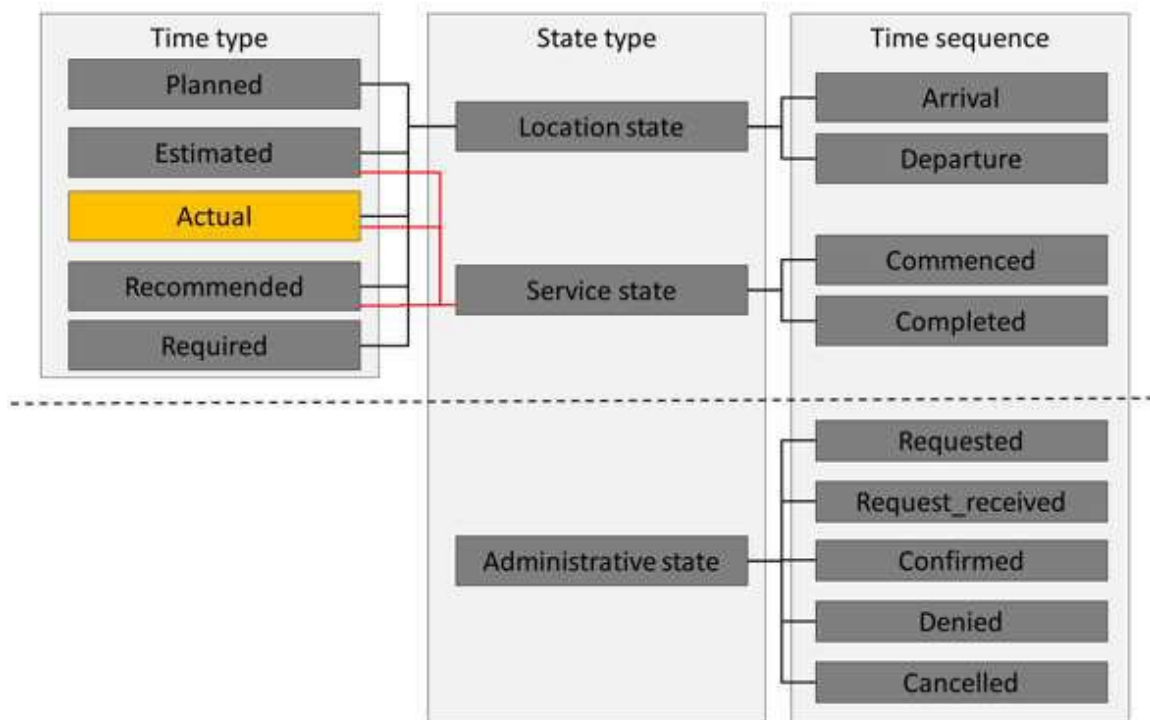 Time type
Planned
Estimated
Actual
Recommended
Required
State type
Location state
Service state
Administrative state
Time sequence
Arrival
Departure
Commenced
Completed
Requested
Request_received
Confirmed
Denied
Cancelled